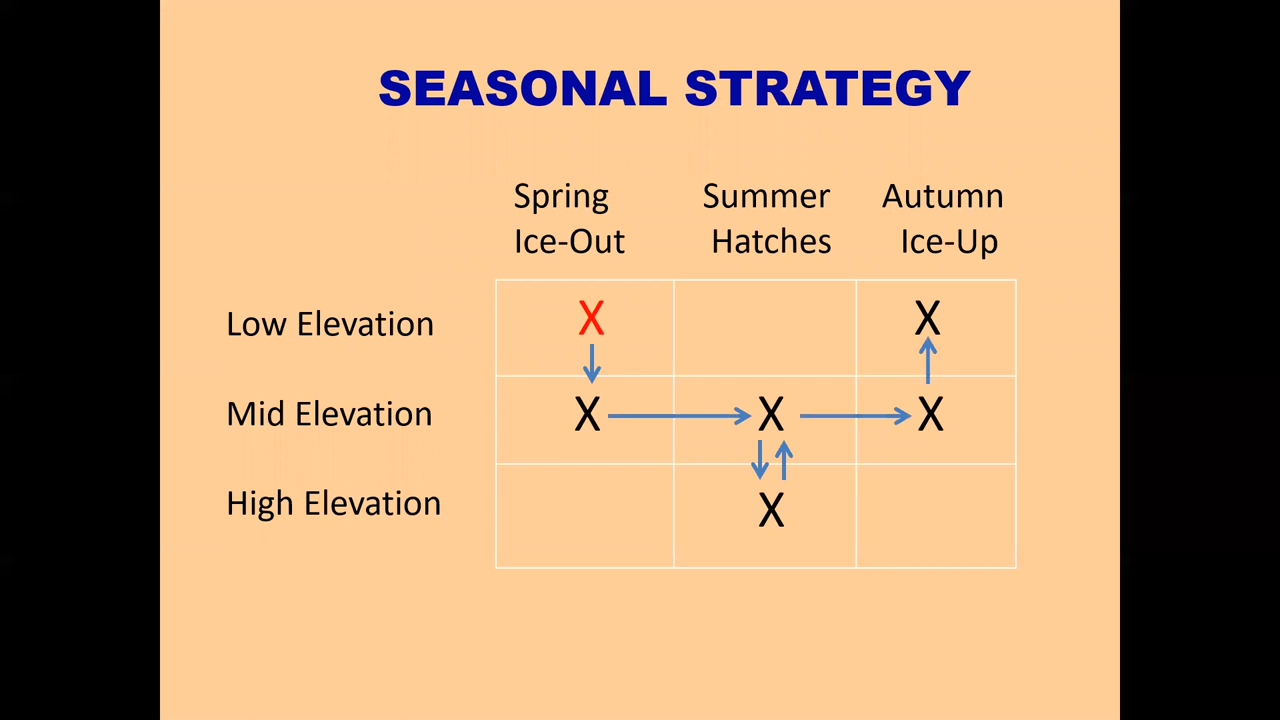 SEASONAL STRATEGY
Spring Summer Autumn
Ice-Out Hatches Ice-Up
Low Elevation X X
Mid Elevation X X X
High Elevation X